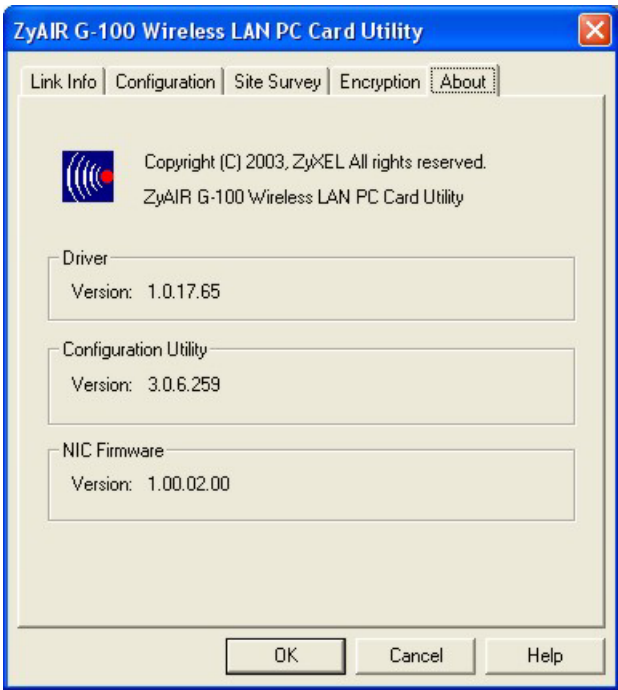 ZyAIR G-100 Wireless LAN PC Card Utility
Link Info Configuration Site Survey Encryption About
Copyright (C) 2003, ZyXEL All rights reserved.
ZyAIR G-100 Wireless LAN PC Card Utility
Driver
Version: 1.0.17.65
Configuration Utility
Version: 3.0.6.259
NIC Firmware
Version: 1.00.02.00
OK Cancel Help